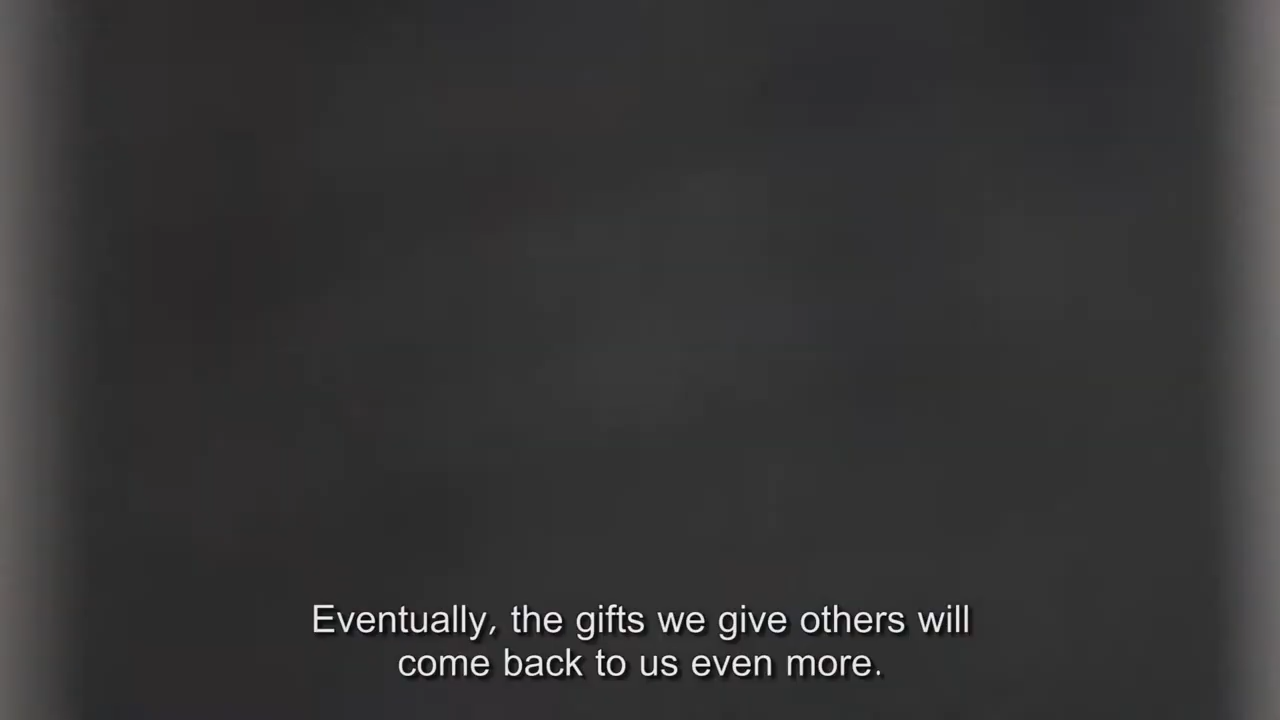 Eventually, the gifts we give others will
come back to us even more.